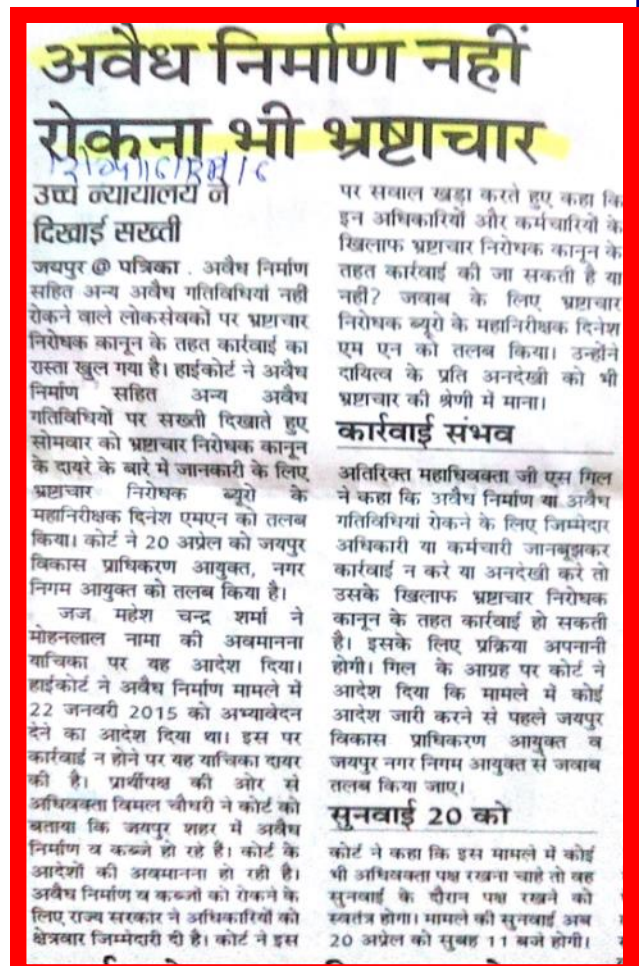 अवैध निर्माण नहीं
रोकना भी भ्रष्टाचार
उच्च न्यायालय ने
दिखाई सख्ती
जयपुर @ पत्रिका . अवैध निर्माण
सहित अन्य अवैध गतिविधियां नहीं
रोकने वाले लोकसेवकों पर भ्रष्टाचार
निरोधक कानून के तहत कार्रवाई का
रास्ता खुल गया है। हाईकोर्ट ने अवैध
निर्माण सहित अन्य अवैध
गतिविधियों पर सख्ती दिखाते हुए
सोमवार को भ्रष्टाचार निरोधक कानून
के दायरे के बारे में जानकारी के लिए
भ्रष्टाचार निरोधक ब्यूरो के
महानिरीक्षक दिनेश एमएन को तलब
किया। कोर्ट ने 20 अप्रेल को जयपुर
विकास प्राधिकरण आयुक्त, नगर
निगम आयुक्त को तलब किया है।
जज महेश चन्द्र शर्मा ने
मोहनलाल नामा की अवमानना
याचिका पर यह आदेश दिया।
हाईकोर्ट ने अवैध निर्माण मामले में
22 जनवरी 2015 को अभ्यावेदन
देने का आदेश दिया था। इस पर
कार्रवाई न होने पर यह याचिका दायर
की है। प्रार्थीपक्ष की ओर से
अधिवक्ता विमल चौधरी ने कोर्ट को
बताया कि जयपुर शहर में अवैध
निर्माण व कब्जे हो रहे है। कोर्ट के
आदेशों की अवमानना हो रही है।
अवैध निर्माण व कब्जों को रोकने के
लिए राज्य सरकार ने अधिकारियों को
क्षेत्रवार जिम्मेदारी दी है। कोर्ट ने इस
पर सवाल खड़ा करते हुए कहा कि
इन अधिकारियों और कर्मचारियों के
खिलाफ भ्रष्टाचार निरोधक कानून के
तहत कार्रवाई की जा सकती है या
नहीं? जवाब के लिए भ्राष्टाचार
निरोधक ब्यूरो के महानिरीक्षक दिनेश
एम एन को तलब किया। उन्होंने
दायित्व के प्रति अनदेखी को भी
भ्राष्टाचार की श्रेणी में माना।
कार्रवाई संभव
अतिरिक्त महाधिवक्ता जी एस गिल
ने कहा कि अवैध निर्माण या अवैध
गतिविधियां रोकने के लिए जिम्मेदार
अधिकारी या कर्मचारी जानबूझकर
कार्रवाई न करे या अनदेखी करे तो
उसके खिलाफ भ्रष्टाचार निरोधक
कानून के तहत कार्रवाई हो सकती
है। इसके लिए प्रक्रिया अपनानी
होगी। गिल के आग्रह पर कोर्ट ने
आदेश दिया कि मामले में कोई
आदेश जारी करने से पहले जयपुर
विकास प्राधिकरण आयुक्त व
जयपुर नगर निगम आयुक्त से जवाब
तलब किया जाए।
सुनवाई 20 को
कोर्ट ने कहा कि इस मामले में कोई
भी अधिवक्ता पक्ष रखना चाहे तो वह
सुनवाई के दौरान पक्ष रखने को
स्वतंत्र होगा। मामले की सुनवाई अब
20 अप्रेल को सुबह 11 बजे होगी।